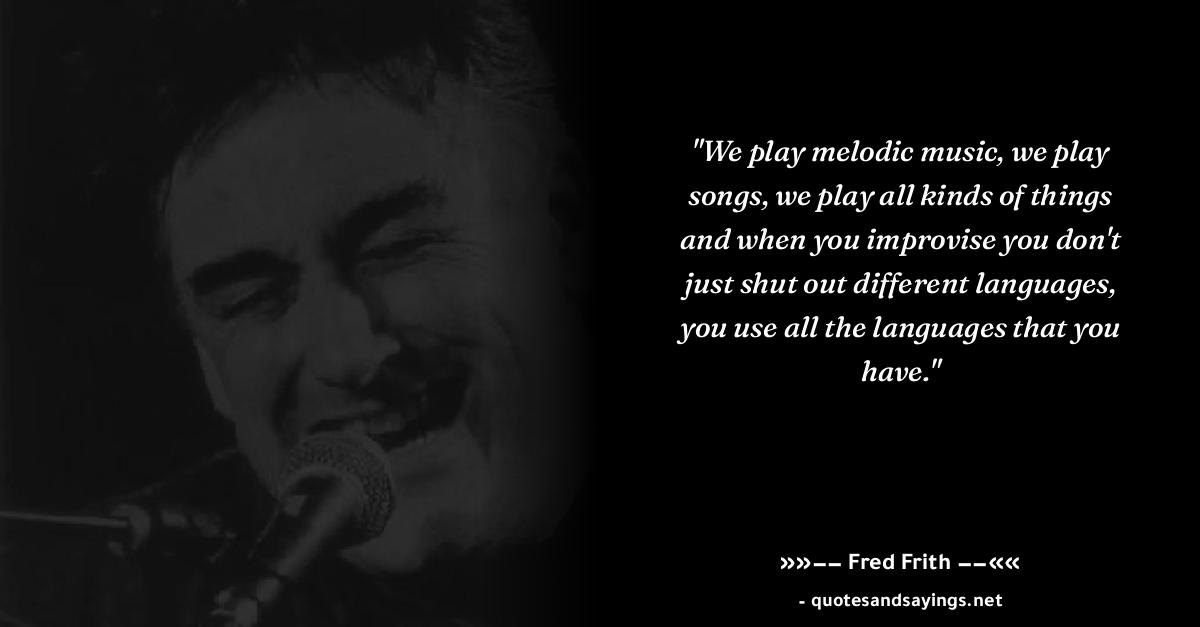 "We play melodic music, we play
songs, we play all kinds of things
and when you improvise you don't
just shut out different languages,
you use all the languages that you
have."
»»−− Fred Frith −−««
- quotesandsayings.net